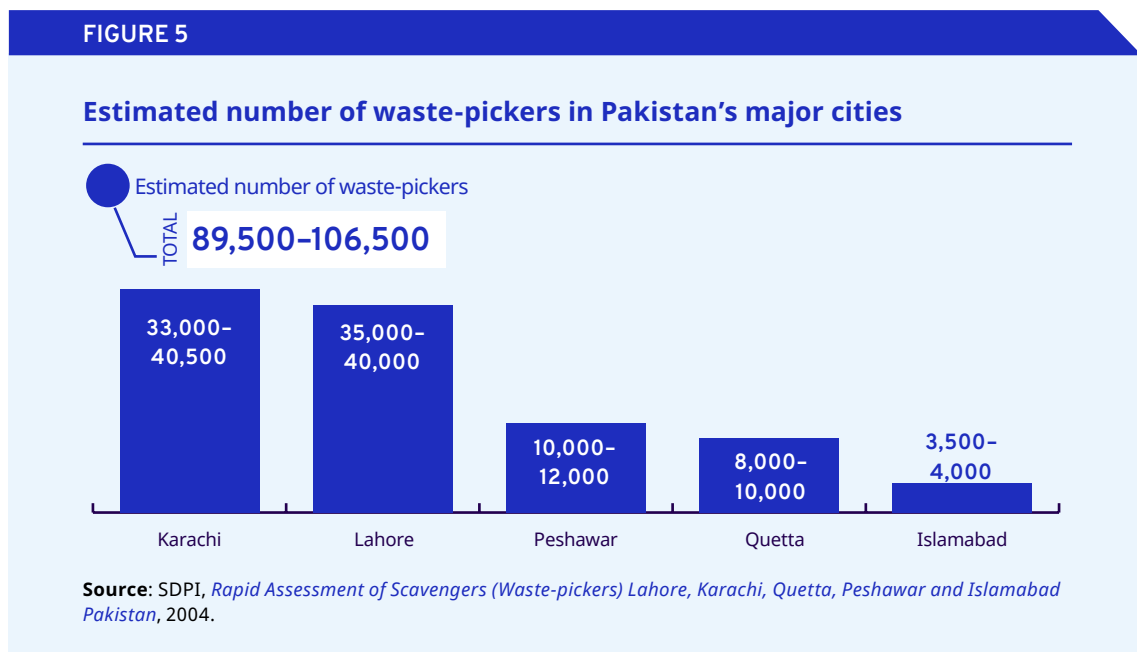 FIGURE 5
Estimated number of waste-pickers in Pakistan’s major cities
Estimated number of waste-pickers
TOTAL
89,500–106,500
33,000–
40,500
35,000–
40,000
10,000–
12,000
8,000–
10,000
3,500–
4,000
Karachi
Lahore
Peshawar
Quetta
Islamabad
Source: SDPI, Rapid Assessment of Scavengers (Waste-pickers) Lahore, Karachi, Quetta, Peshawar and Islamabad
Pakistan, 2004.